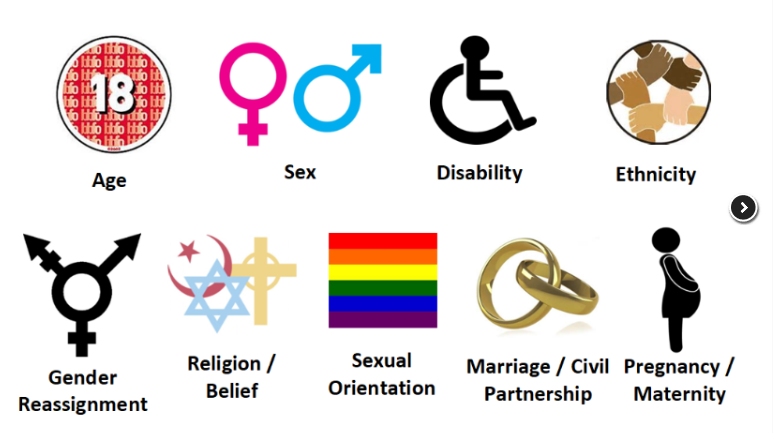 18
Age
Sex
Disability
Ethnicity
Gender
Reassignment
Religion /
Belief
Sexual
Orientation
Marriage / Civil
Partnership
Pregnancy /
Maternity